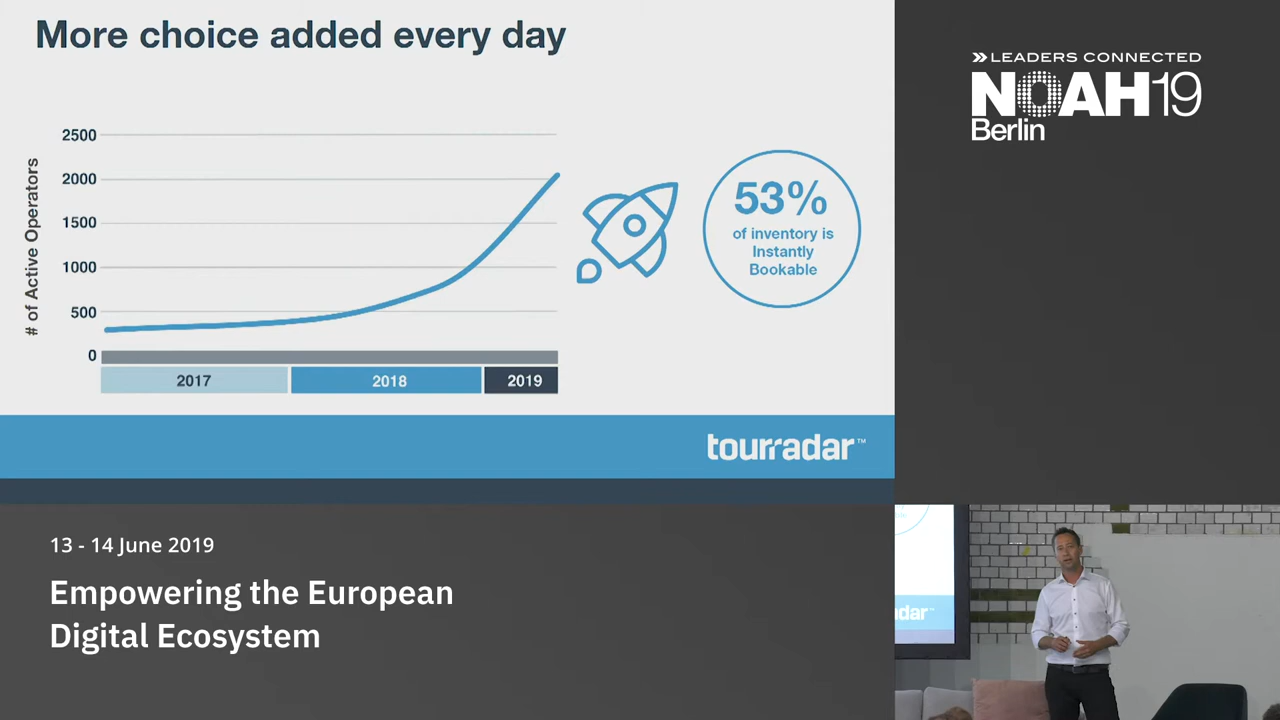 More choice added every day
# of Active Operators
2500
2000
1500
1000
500
0
2017
2018
2019
53%
of inventory is
Instantly
Bookable
tourradar™
LEADERS CONNECTED
NOAH19
Berlin
13 - 14 June 2019
Empowering the European
Digital Ecosystem
dar